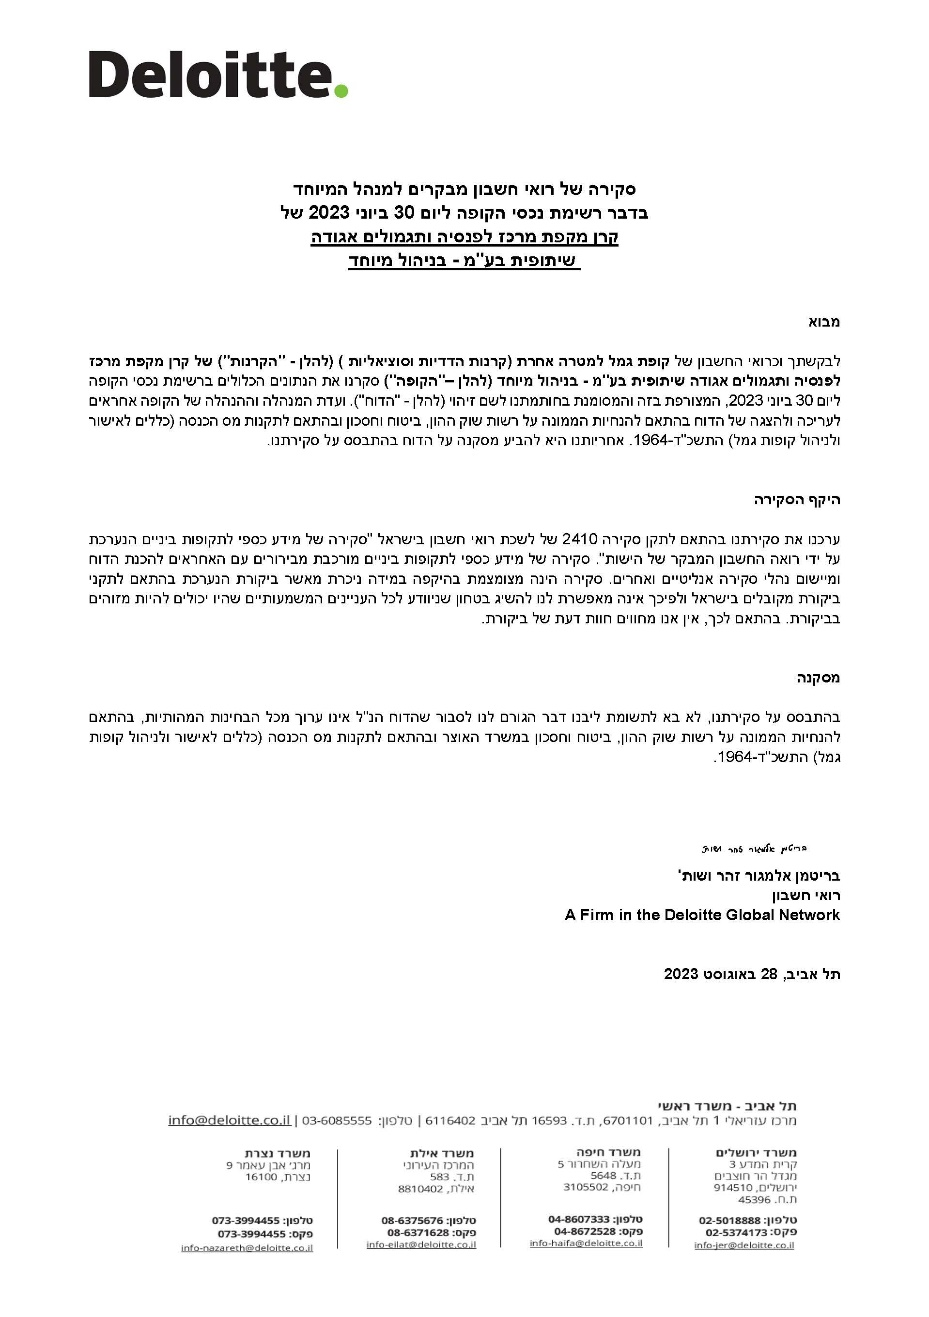 Deloitte.
סקירה של רואי חשבון מבקרים למנהל המיוחד
בדבר רשימת נכסי הקופה ליום 30 ביוני 2023 של
קרן מקפת מרכז לפנסיה ותגמולים אגודה
שיתופית בע"מ - בניהול מיוחד
מבוא
לבקשתך וכרואי החשבון של קופת גמל למטרה אחרת (קרנות הדדיות וסוציאליות ) (להלן - "הקרנות") של קרן מקפת מרכז
לפנסיה ותגמולים אגודה שיתופית בע"מ - בניהול מיוחד (להלן –"הקופה") סקרנו את הנתונים הכלולים ברשימת נכסי הקופה
ליום 30 ביוני 2023, המצורפת בזה והמסומנת בחותמתנו לשם זיהוי (להלן - "הדוח"). ועדת המנהלה וההנהלה של הקופה אחראים
לעריכה ולהצגה של הדוח בהתאם להנחיות הממונה על רשות שוק ההון, ביטוח וחסכון ובהתאם לתקנות מס הכנסה (כללים לאישור
ולניהול קופות גמל) התשכ"ד-1964. אחריותנו היא להביע מסקנה על הדוח בהתבסס על סקירתנו.
היקף הסקירה
ערכנו את סקירתנו בהתאם לתקן סקירה 2410 של לשכת רואי חשבון בישראל "סקירה של מידע כספי לתקופות ביניים הנערכת
על ידי רואה החשבון המבקר של הישות". סקירה של מידע כספי לתקופות ביניים מורכבת מבירורים עם האחראים להכנת הדוח
ומיישום נהלי סקירה אנליטיים ואחרים. סקירה הינה מצומצמת בהיקפה במידה ניכרת מאשר ביקורת הנערכת בהתאם לתקני
ביקורת מקובלים בישראל ולפיכך אינה מאפשרת לנו להשיג בטחון שניוודע לכל העניינים המשמעותיים שהיו יכולים להיות מזוהים
בביקורת. בהתאם לכך, אין אנו מחווים חוות דעת של ביקורת.
מסקנה
בהתבסס על סקירתנו, לא בא לתשומת ליבנו דבר הגורם לנו לסבור שהדוח הנ"ל אינו ערוך מכל הבחינות המהותיות, בהתאם
להנחיות הממונה על רשות שוק ההון, ביטוח וחסכון במשרד האוצר ובהתאם לתקנות מס הכנסה (כללים לאישור ולניהול קופות
גמל) התשכ"ד-1964.
בריטמן אלמגור זהר ושות'
בריטמן אלמגור זהר ושות'
רואי חשבון
A Firm in the Deloitte Global Network
תל אביב, 28 באוגוסט 2023
תל אביב - משרד ראשי
מרכז עזריאלי 1 תל אביב, 6701101, ת.ד. 16593 תל אביב 6116402 | טלפון: 03-6085555 | info@deloitte.co.il
משרד ירושלים
קרית המדע 3
מגדל הר חוצבים
ירושלים, 914510
ת.ח. 45396
טלפון: 02-5018888
פקס: 02-5374173
info-jer@deloitte.co.il
משרד חיפה
מעלה השחרור 5
ת.ד. 5648
חיפה, 3105502
טלפון: 04-8607333
פקס: 04-8672528
info-haifa@deloitte.co.il
משרד אילת
המרכז העירוני
ת.ד. 583
אילת, 8810402
טלפון: 08-6375676
פקס: 08-6371628
info-eilat@deloitte.co.il
משרד נצרת
מרג' אבן עאמר 9
נצרת, 16100
טלפון: 073-3994455
פקס: 073-3994455
info-nazareth@deloitte.co.il